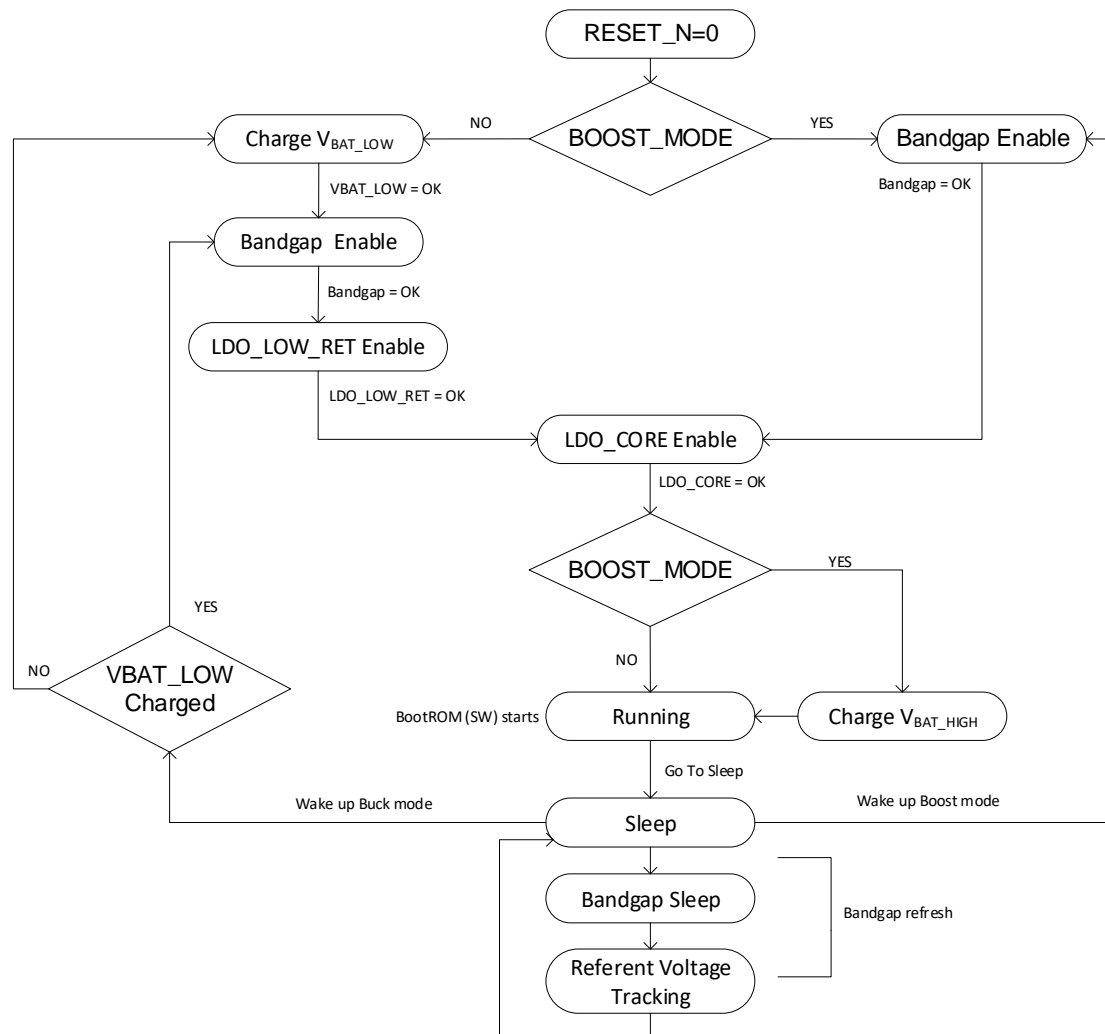 RESET_N=0
NO
BOOST_MODE
YES
Charge VBAT_LOW
Bandgap Enable
VBAT_LOW = OK
Bandgap = OK
Bandgap  Enable
Bandgap = OK
LDO_LOW_RET Enable
LDO_LOW_RET = OK
LDO_CORE Enable
LDO_CORE = OK
BOOST_MODE
YES
YES
NO
NO
VBAT_LOW
Charged
BootROM (SW) starts
Running
Charge VBAT_HIGH
Go To Sleep
Wake up Buck mode
Sleep
Wake up Boost mode
Bandgap Sleep
Bandgap refresh
Referent Voltage
Tracking